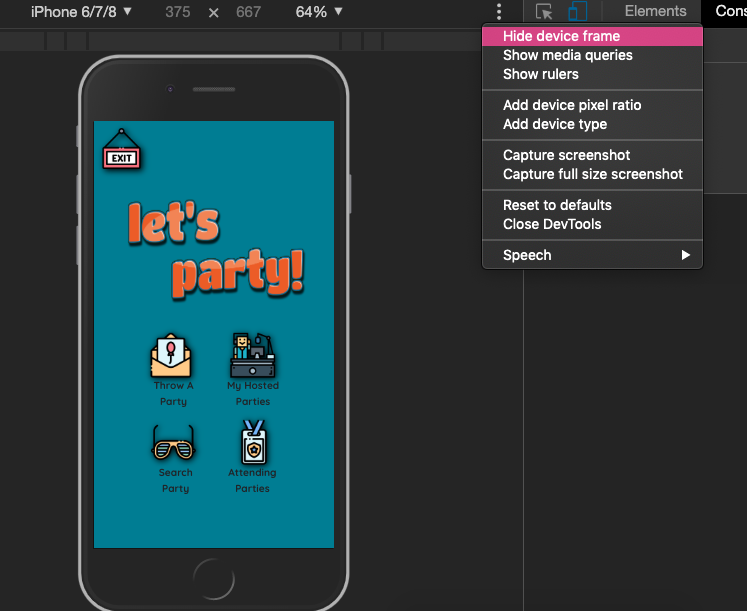 iPhone 6/7/8 ▼ 375 × 667 64% ▼
Elements
Hide device frame
Show media queries
Show rulers
Add device pixel ratio
Add device type
Capture screenshot
Capture full size screenshot
Reset to defaults
Close DevTools
Speech
EXIT
let's
party!
Throw A
Party
My Hosted
Parties
Search
Party
Attending
Parties